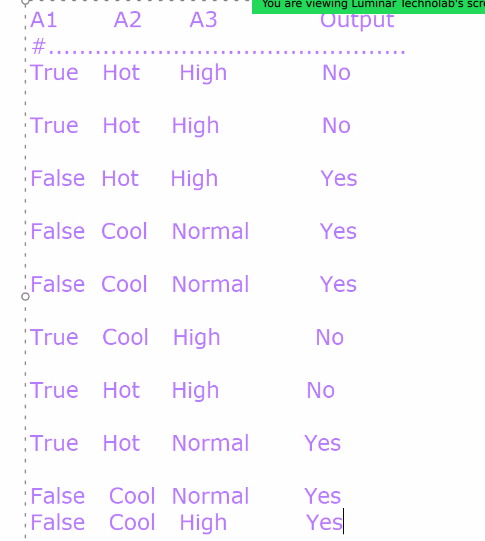 You are viewing Luminar Technolab's
A1 A2 A3 Output
#..............................................
True Hot High No
True Hot High No
False Hot High Yes
False Cool Normal Yes
False Cool Normal Yes
True Cool High No
True Hot High No
True Hot Normal Yes
False Cool Normal Yes
False Cool High Yes